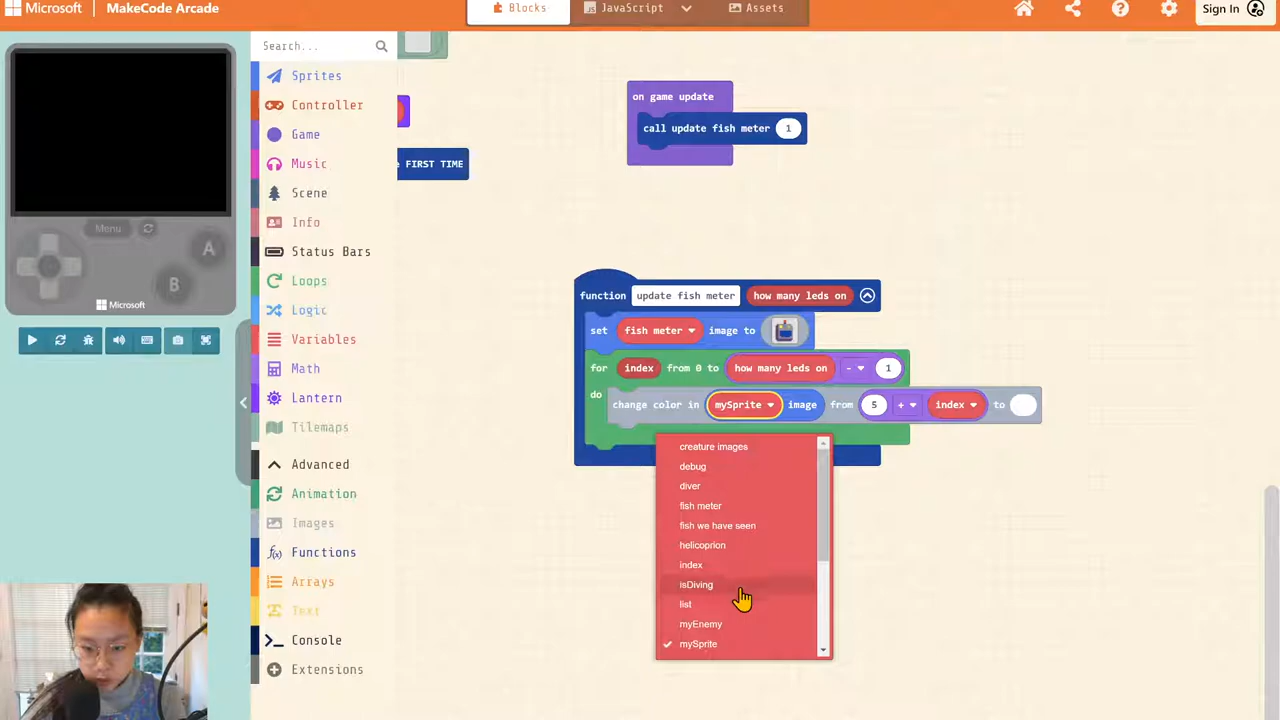 Microsoft
MakeCode Arcade
Blocks
JavaScript
Assets
Sign In
Search...
Sprites
Controller
Game
Music
Scene
Info
Status Bars
Loops
Logic
Variables
Math
Lantern
Tilemaps
Advanced
Animation
Images
Functions
Arrays
Text
Console
Extensions
Menu
A
B
Microsoft
FIRST TIME
on game update
call update fish meter 1
function update fish meter how many leds on
set fish meter image to
for index from 0 to how many leds on - 1
do change color in mySprite image from 5 + index to
creature images
debug
diver
fish meter
fish we have seen
helicoprion
index
isDiving
list
myEnemy
mySprite